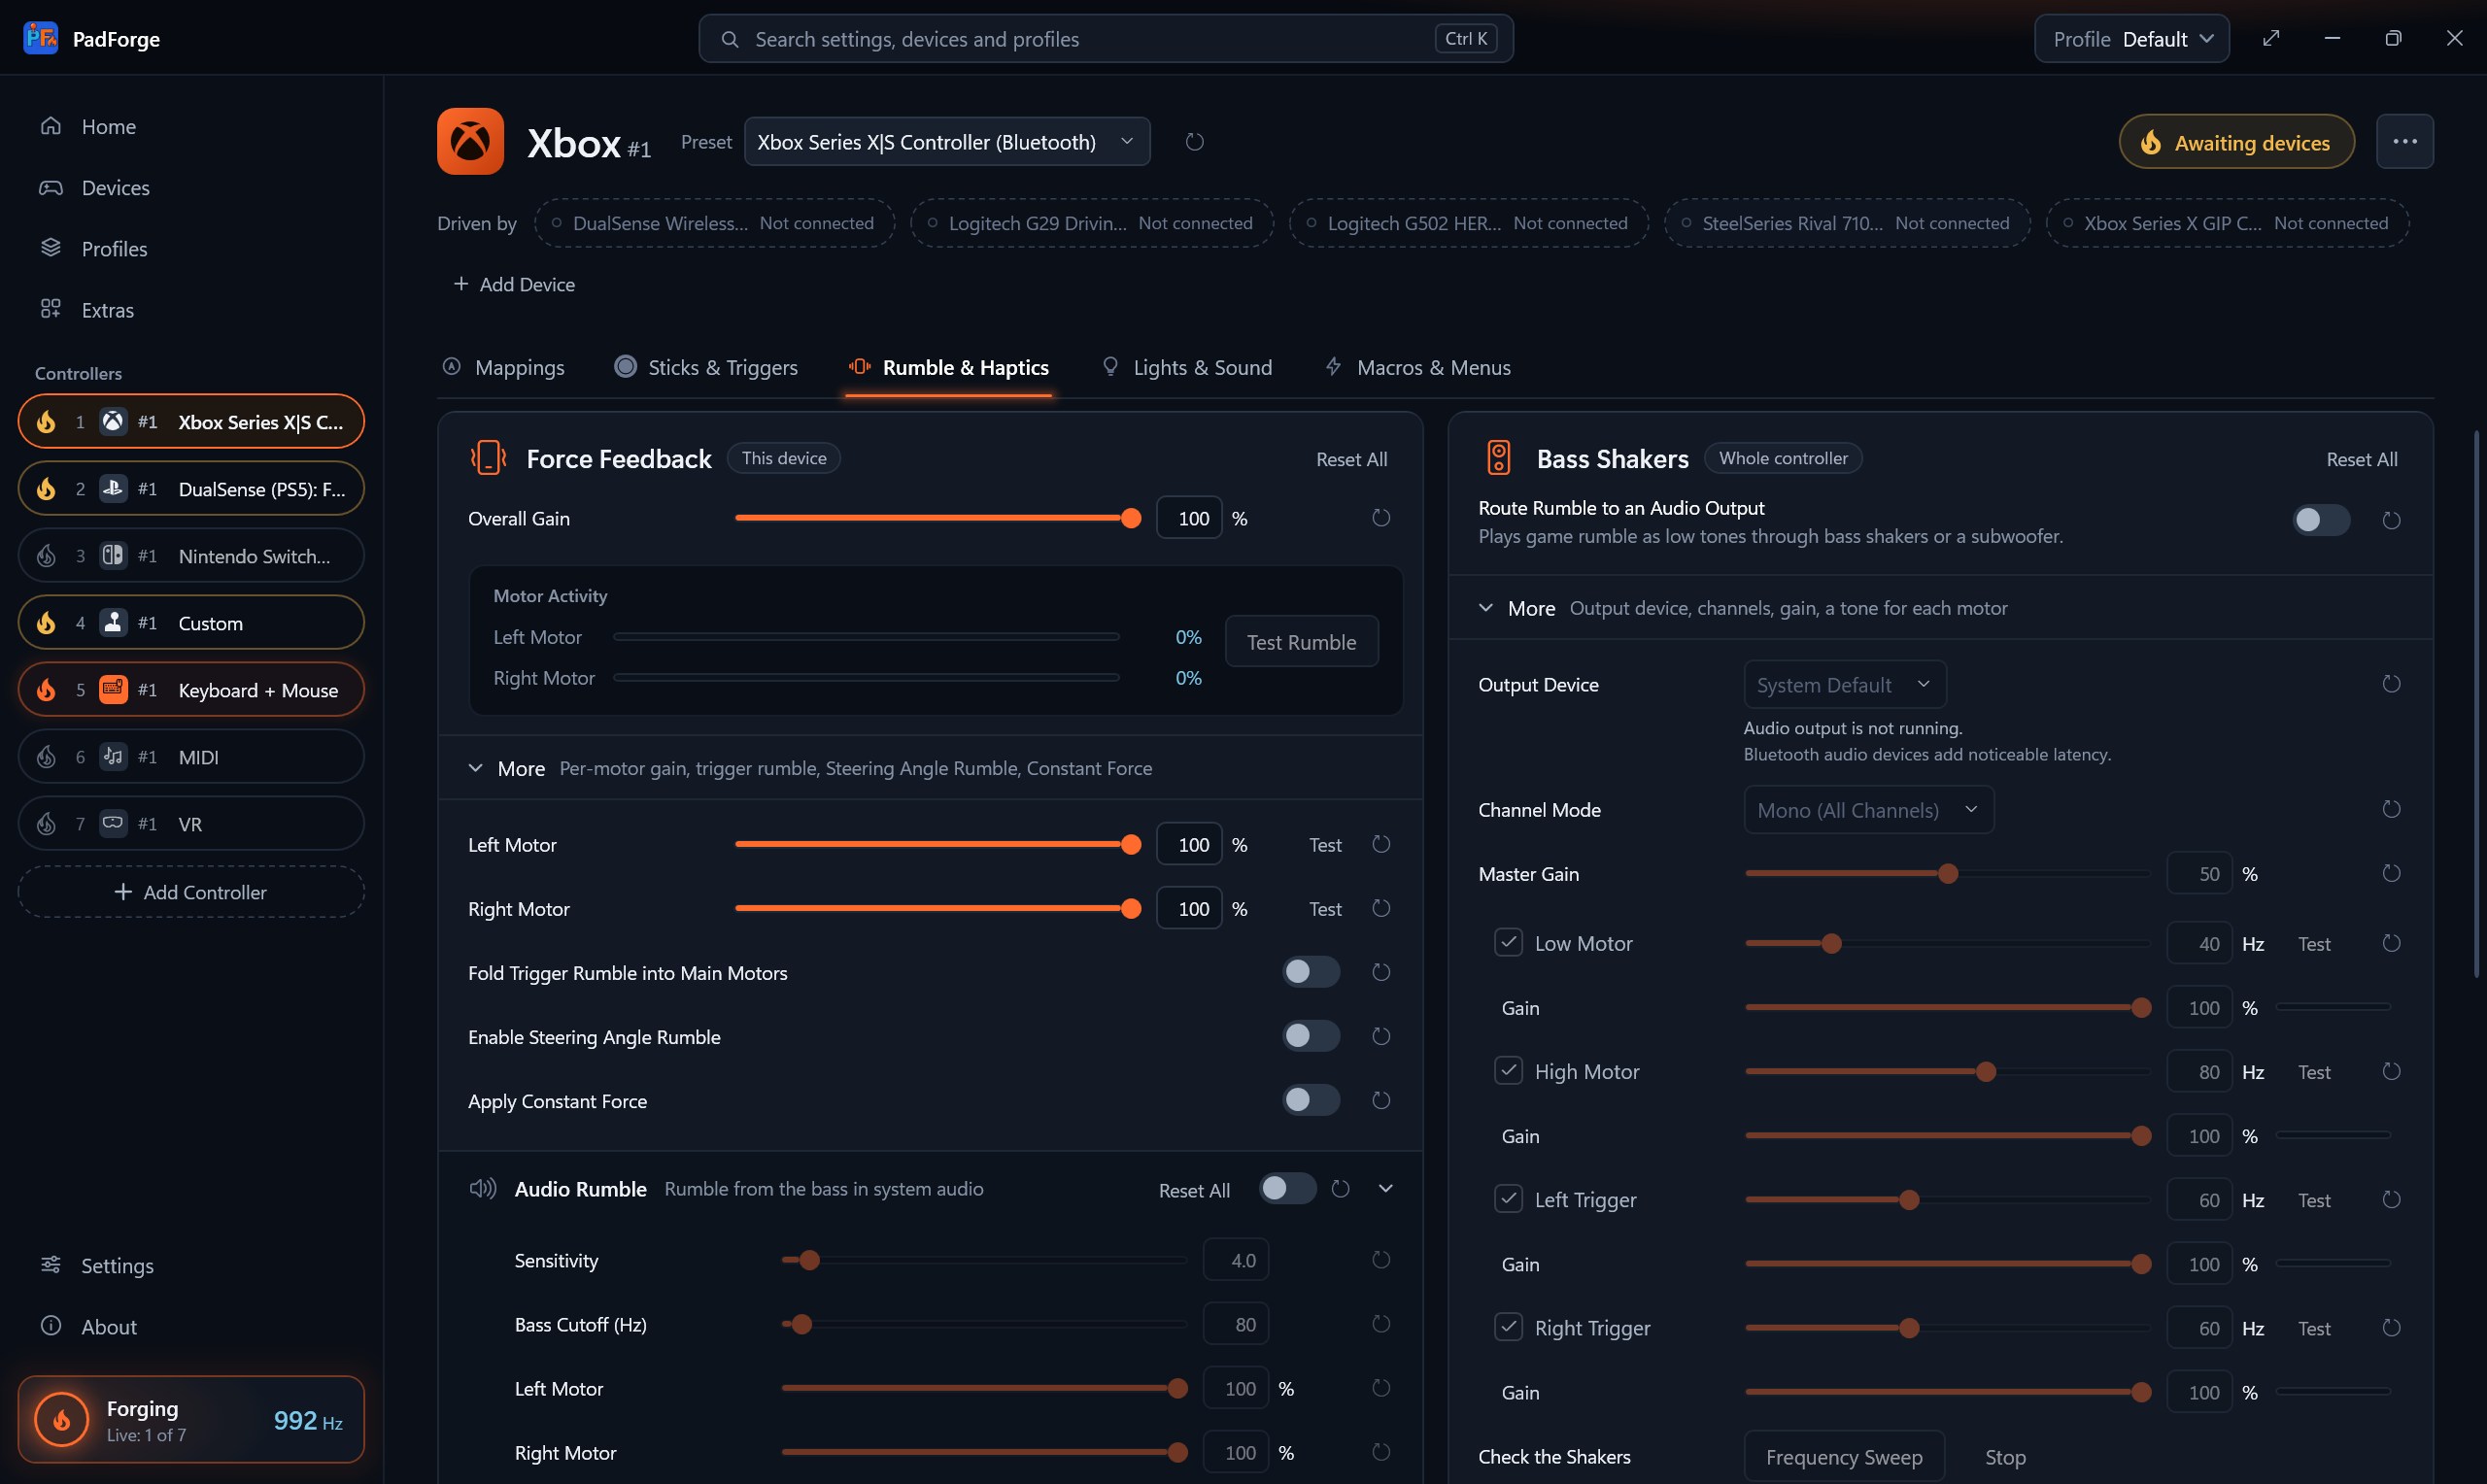 PadForge
Search settings, devices and profiles
Ctrl K
Profile Default
Home
Devices
Profiles
Extras
Controllers
1 #1 Xbox Series X|S C...
2 #1 DualSense (PS5): F...
3 #1 Nintendo Switch...
4 #1 Custom
5 #1 Keyboard + Mouse
6 #1 MIDI
7 #1 VR
+ Add Controller
Settings
About
Forging
Live: 1 of 7
992 Hz
Xbox #1
Preset Xbox Series X|S Controller (Bluetooth)
Awaiting devices
Driven by
DualSense Wireless... Not connected
Logitech G29 Drivin... Not connected
Logitech G502 HER... Not connected
SteelSeries Rival 710... Not connected
Xbox Series X GIP C... Not connected
+ Add Device
Mappings
Sticks & Triggers
Rumble & Haptics
Lights & Sound
Macros & Menus
Force Feedback This device Reset All
Overall Gain 100 %
Motor Activity
Left Motor 0%
Right Motor 0%
Test Rumble
More Per-motor gain, trigger rumble, Steering Angle Rumble, Constant Force
Left Motor 100 % Test
Right Motor 100 % Test
Fold Trigger Rumble into Main Motors
Enable Steering Angle Rumble
Apply Constant Force
Audio Rumble Rumble from the bass in system audio Reset All
Sensitivity 4.0
Bass Cutoff (Hz) 80
Left Motor 100 %
Right Motor 100 %
Bass Shakers Whole controller Reset All
Route Rumble to an Audio Output
Plays game rumble as low tones through bass shakers or a subwoofer.
More Output device, channels, gain, a tone for each motor
Output Device System Default
Audio output is not running.
Bluetooth audio devices add noticeable latency.
Channel Mode Mono (All Channels)
Master Gain 50 %
Low Motor 40 Hz Test
Gain 100 %
High Motor 80 Hz Test
Gain 100 %
Left Trigger 60 Hz Test
Gain 100 %
Right Trigger 60 Hz Test
Gain 100 %
Check the Shakers Frequency Sweep Stop